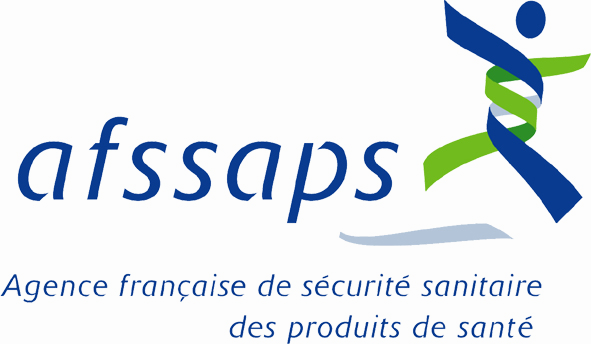 afssaps
Agence française de sécurité sanitaire
des produits de santé